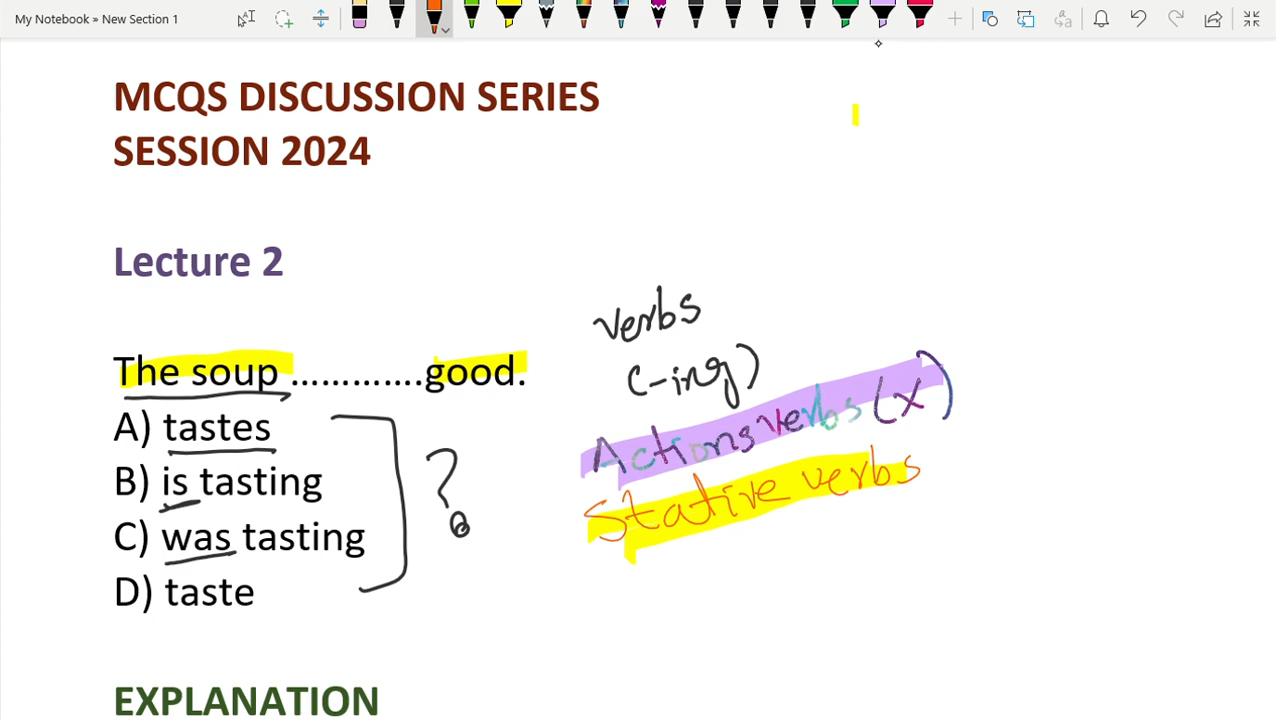 My Notebook » New Section 1
MCQS DISCUSSION SERIES
SESSION 2024
Lecture 2
verbs
(-ing)
The soup ………….good.
Actions verbs (x)
A) tastes
B) is tasting
?
Stative verbs
C) was tasting
D) taste
EXPLANATION